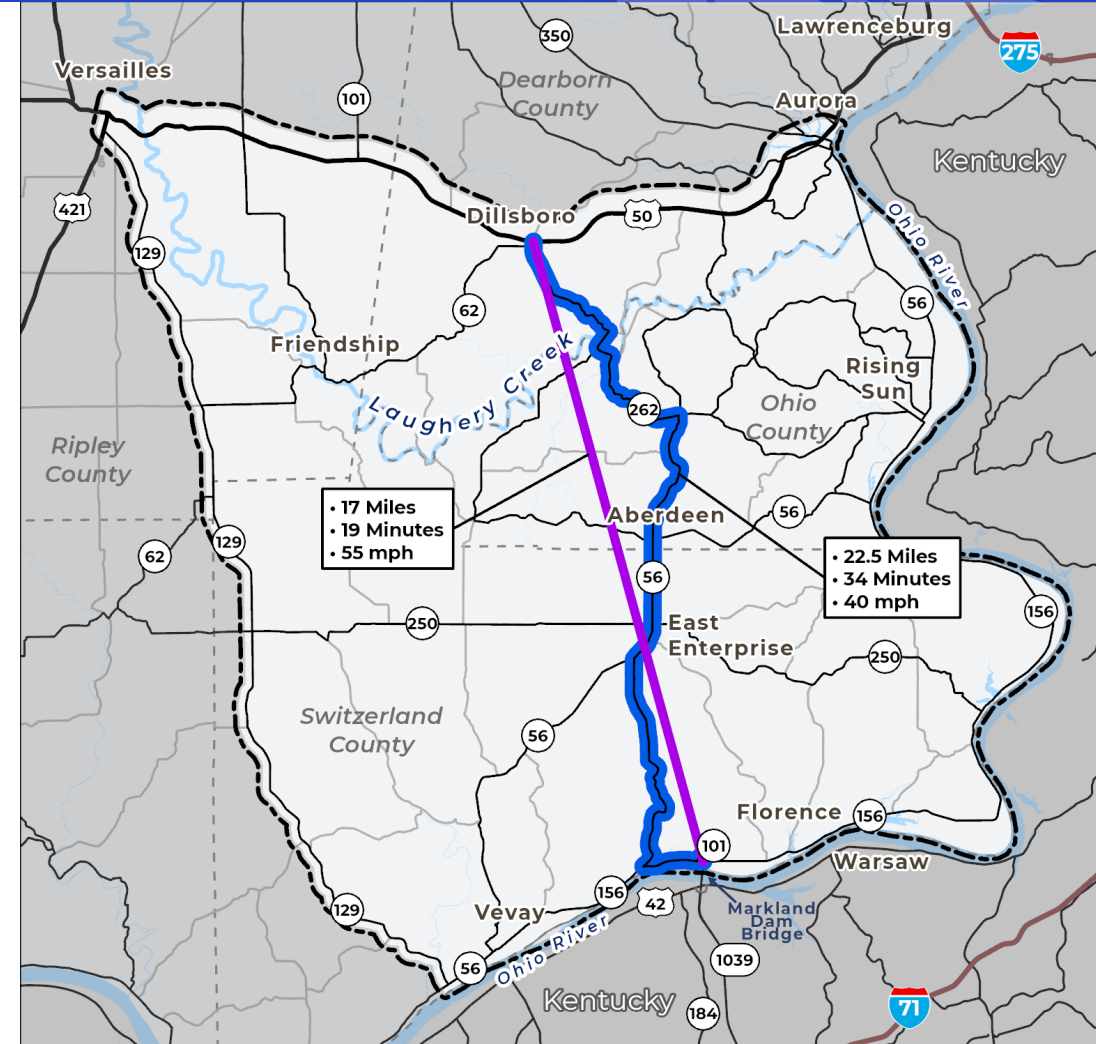 Lawrenceburg
350
275
Versailles
Dearborn
County
101
Aurora
Kentucky
421
Dillsboro
50
Ohio River
129
62
56
Friendship
Laughery Creek
Rising
Sun
262
Ohio
County
Ripley
County
• 17 Miles
• 19 Minutes
• 55 mph
Aberdeen
56
62
129
• 22.5 Miles
• 34 Minutes
• 40 mph
56
156
250
East
Enterprise
250
Switzerland
County
56
Florence
156
101
Warsaw
156
42
129
Vevay
Markland
Dam
Bridge
Ohio River
56
1039
Kentucky
184
71